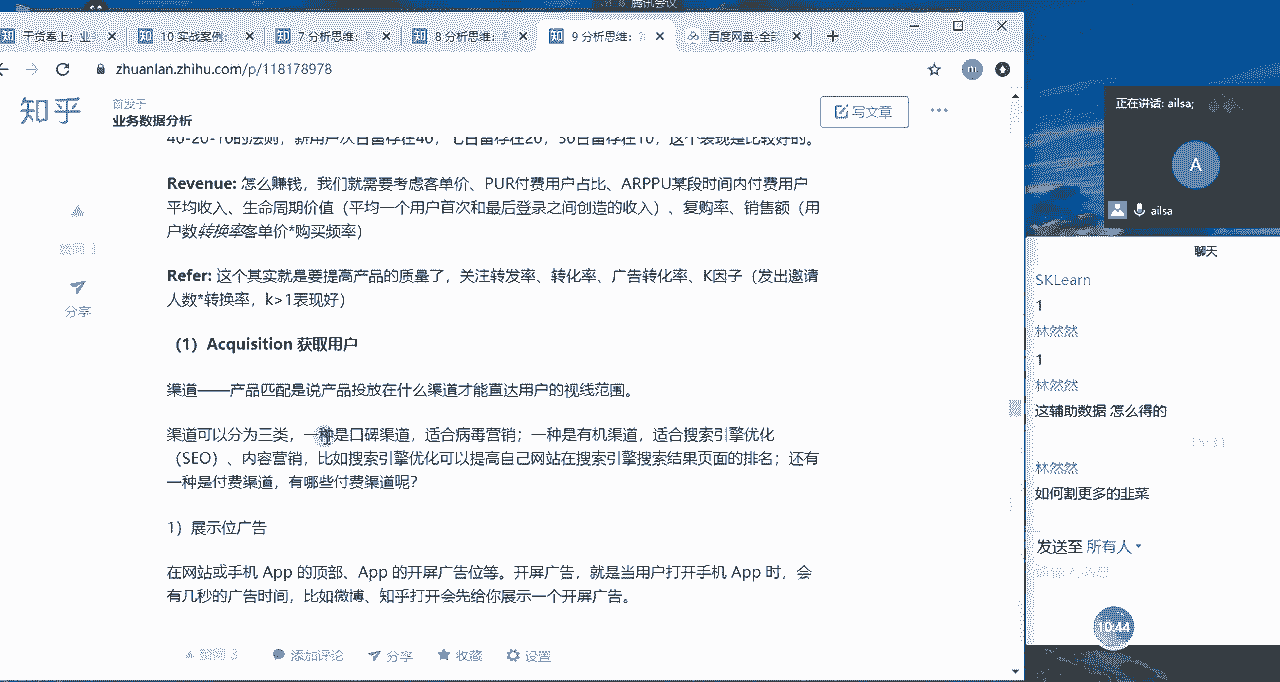 腾讯会议
干货奉上：业
10 实战案例：
7 分析思维：
8 分析思维：
9 分析思维：
百度网盘-全部
zhuanlan.zhihu.com/p/118178978
m
知乎
首发于
业务数据分析
写文章
40-20-10的法则，新用户次日留存在40，七日留存在20，30日留存在10，这个表现是比较好的。
Revenue: 怎么赚钱，我们就需要考虑客单价、PUR付费用户占比、ARPPU某段时间内付费用户
平均收入、生命周期价值（平均一个用户首次和最后登录之间创造的收入）、复购率、销售额（用
户数转换率客单价*购买频率）
Refer: 这个其实就是要提高产品的质量了，关注转发率、转化率、广告转化率、K因子（发出邀请
人数*转换率，k>1表现好）
（1）Acquisition 获取用户
渠道——产品匹配是说产品投放在什么渠道才能直达用户的视线范围。
渠道可以分为三类，一种是口碑渠道，适合病毒营销；一种是有机渠道，适合搜索引擎优化
（SEO）、内容营销，比如搜索引擎优化可以提高自己网站在搜索引擎搜索结果页面的排名；还有
一种是付费渠道，有哪些付费渠道呢？
1）展示位广告
在网站或手机 App 的顶部、App 的开屏广告位等。开屏广告，就是当用户打开手机 App 时，会
有几秒的广告时间，比如微博、知乎打开会先给你展示一个开屏广告。
赞同 3
分享
赞同 3
添加评论
分享
收藏
设置
正在讲话: ailsa;
A
ailsa
聊天
SKLearn
1
林然然
1
林然然
这辅助数据 怎么得的
林然然
如何割更多的韭菜
发送至 所有人
10:44